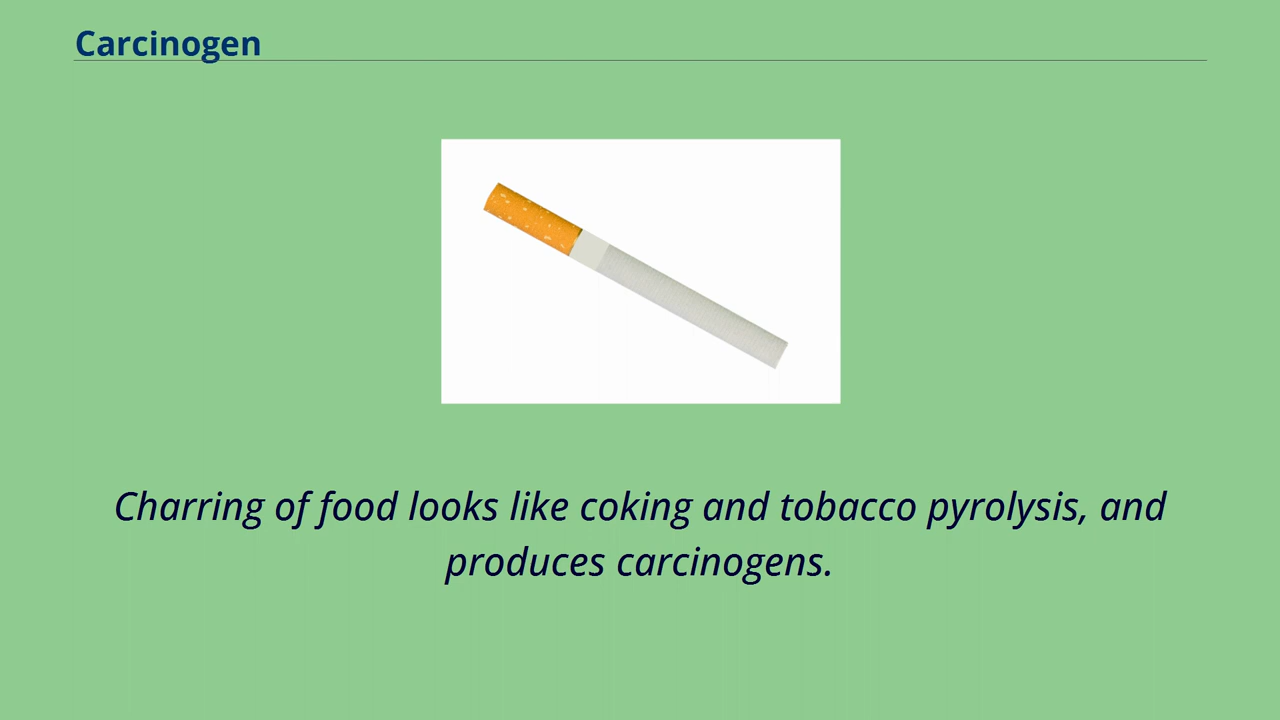 Carcinogen
Charring of food looks like coking and tobacco pyrolysis, and
produces carcinogens.